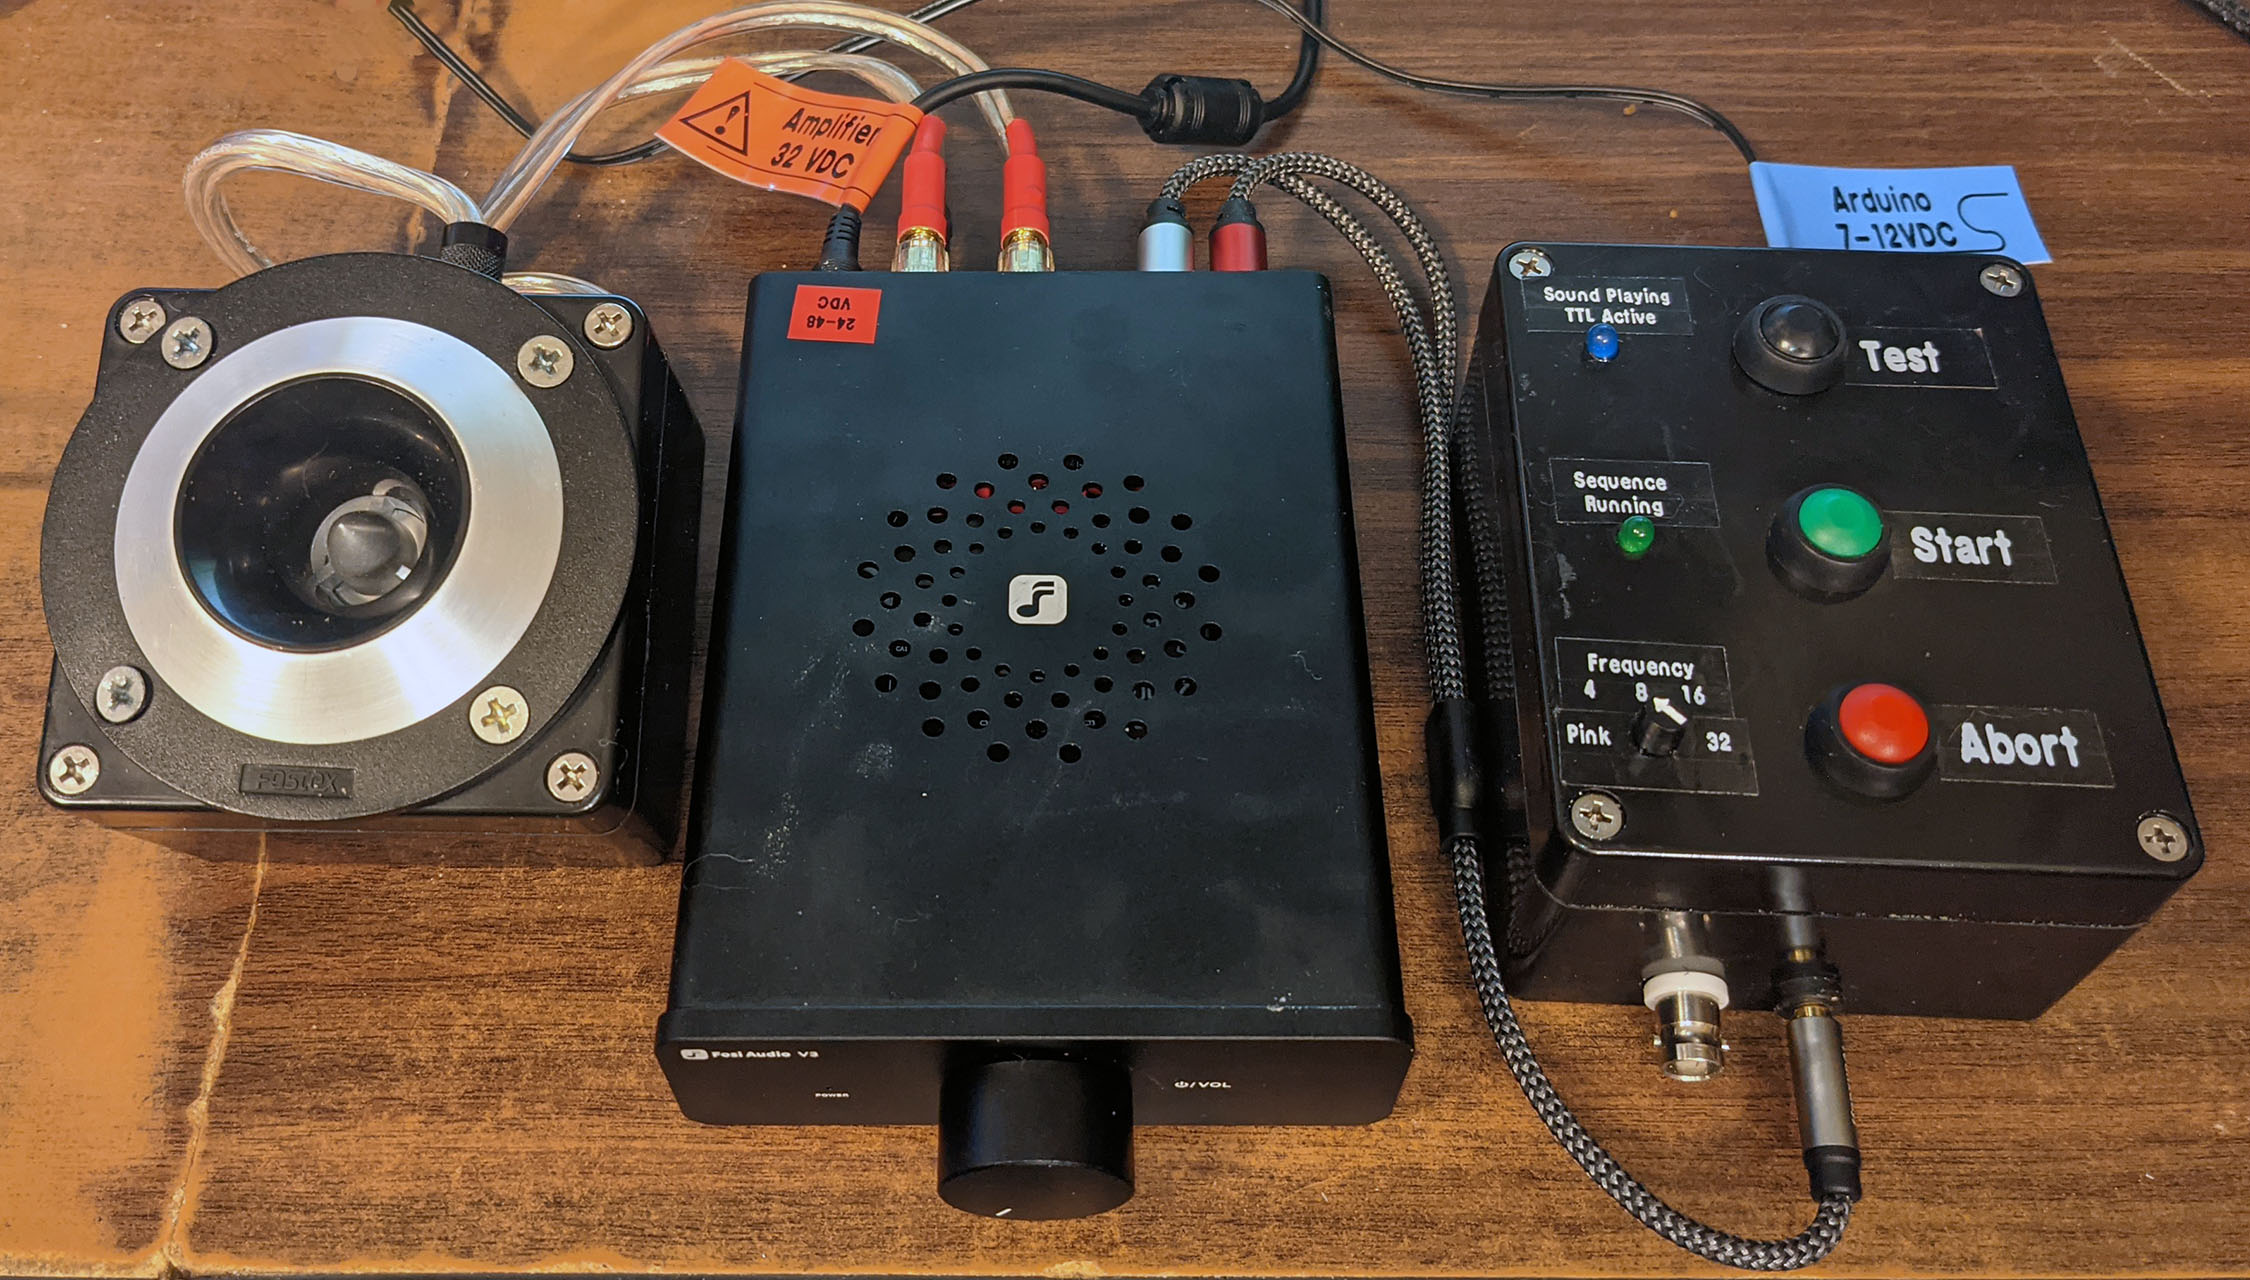 Amplifier
32 VDC
Arduino
7-12VDC
24-48
VDC
Sound Playing
TTL Active
Test
Sequence
Running
Start
Frequency
4 8 16
Pink 32
Abort
Fostex
Fosi Audio V3
POWER
/VOL